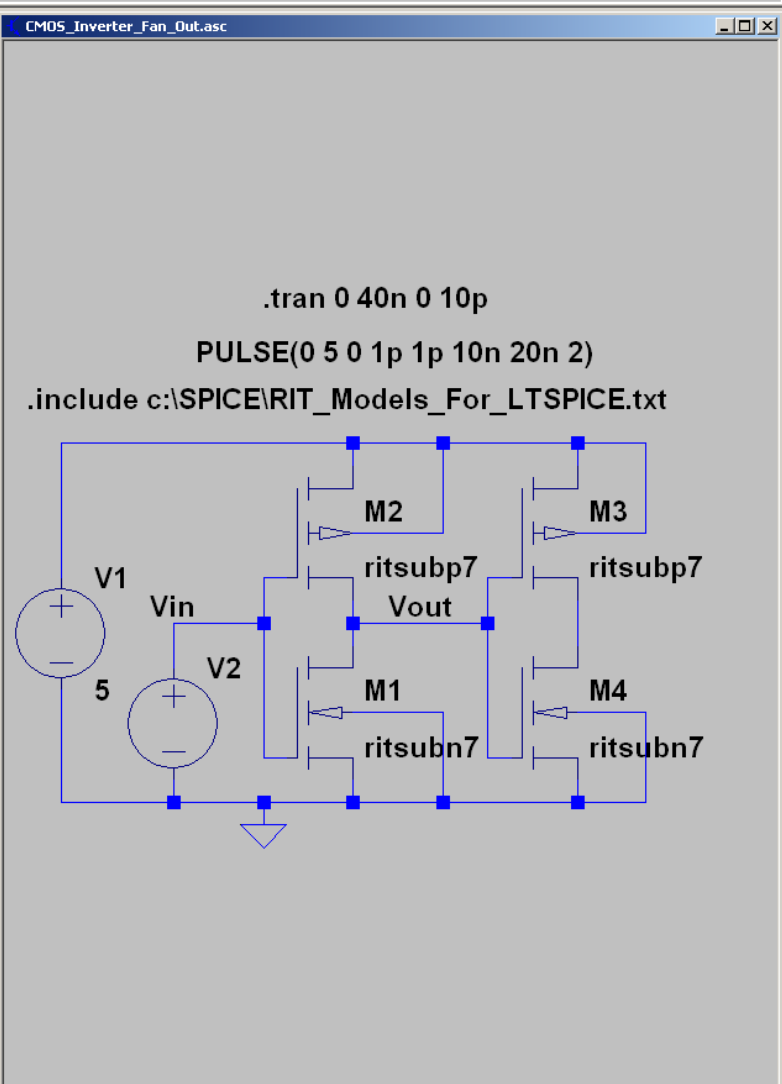 CMOS_Inverter_Fan_Out.asc
.tran 0 40n 0 10p
PULSE(0 5 0 1p 1p 10n 20n 2)
.include c:\SPICE\RIT_Models_For_LTSPICE.txt
M2
M3
ritsubp7
ritsubp7
V1
Vin
Vout
V2
5
M1
M4
ritsubn7
ritsubn7